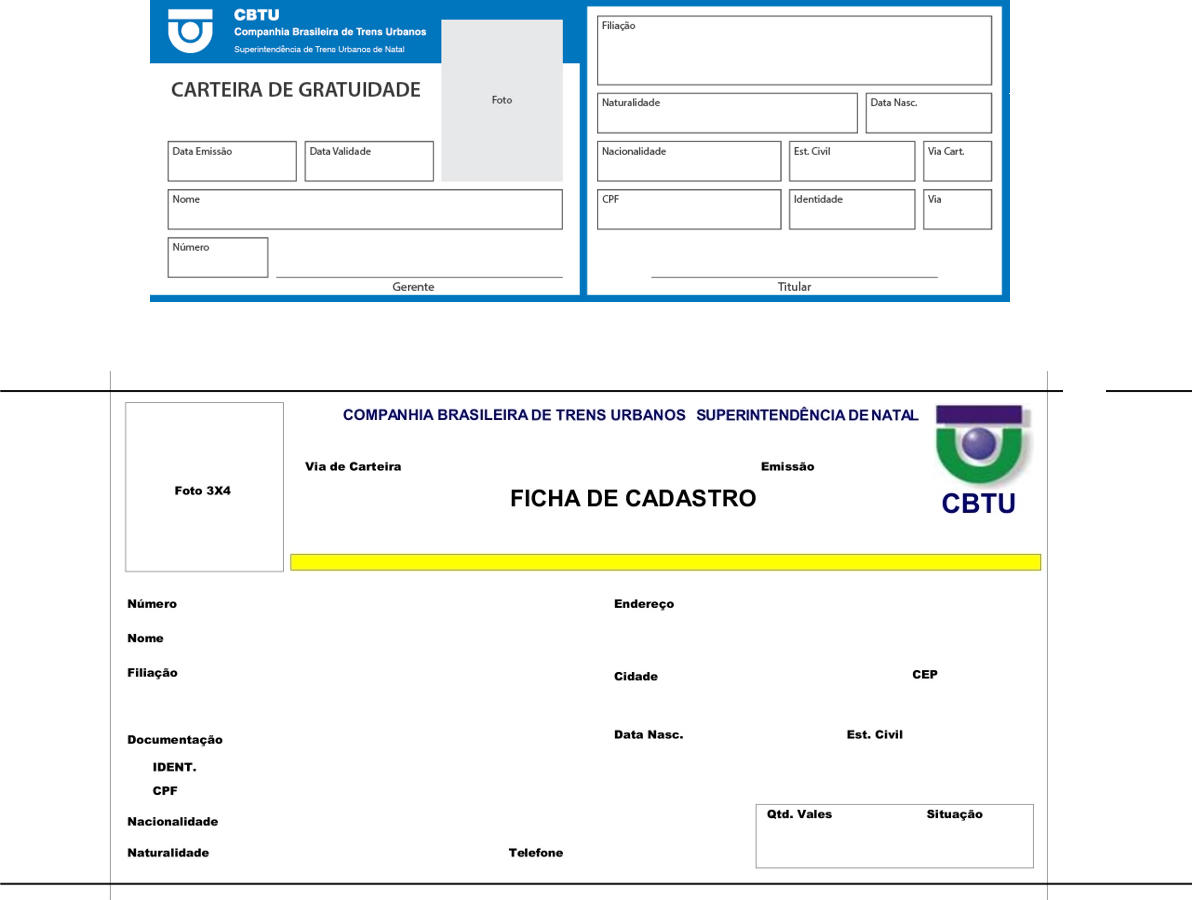 CBTU
Companhia Brasileira de Trens Urbanos
Superintendência de Trens Urbanos de Natal
CARTEIRA DE GRATUIDADE
Foto
Data Emissão
Data Validade
Nome
Número
Gerente
Filiação
Naturalidade
Data Nasc.
Nacionalidade
Est. Civil
Via Cart.
CPF
Identidade
Via
Titular
COMPANHIA BRASILEIRA DE TRENS URBANOS SUPERINTENDÊNCIA DE NATAL
Via de Carteira
Emissão
Foto 3X4
FICHA DE CADASTRO
CBTU
Número
Endereço
Nome
Filiação
Cidade
CEP
Documentação
Data Nasc.
Est. Civil
IDENT.
CPF
Qtd. Vales
Situação
Nacionalidade
Naturalidade
Telefone